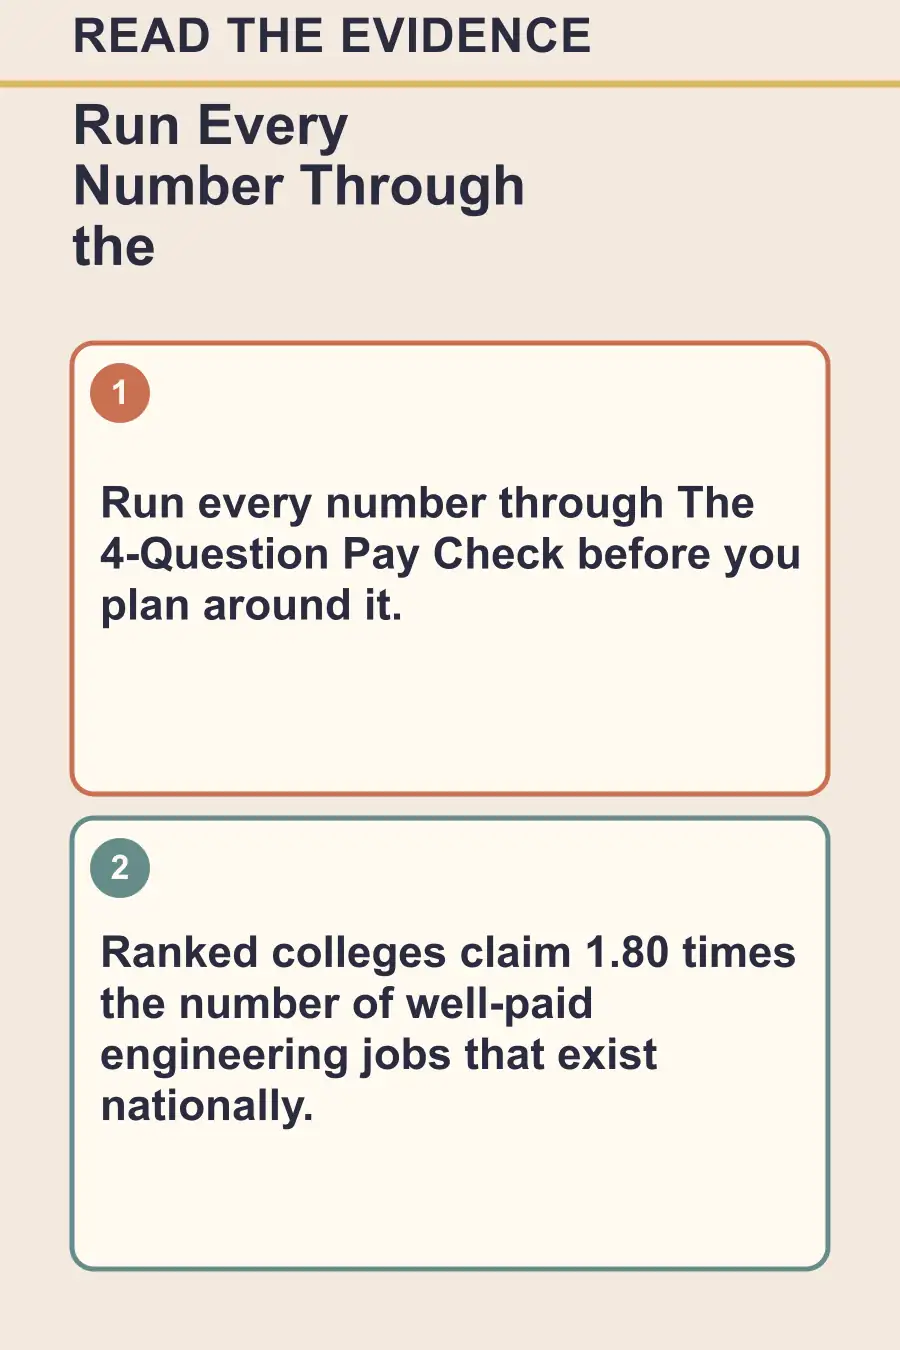 READ THE EVIDENCE
Run Every
Number Through
the
1
Run every number through The
4-Question Pay Check before you
plan around it.
2
Ranked colleges claim 1.80 times
the number of well-paid
engineering jobs that exist
nationally.